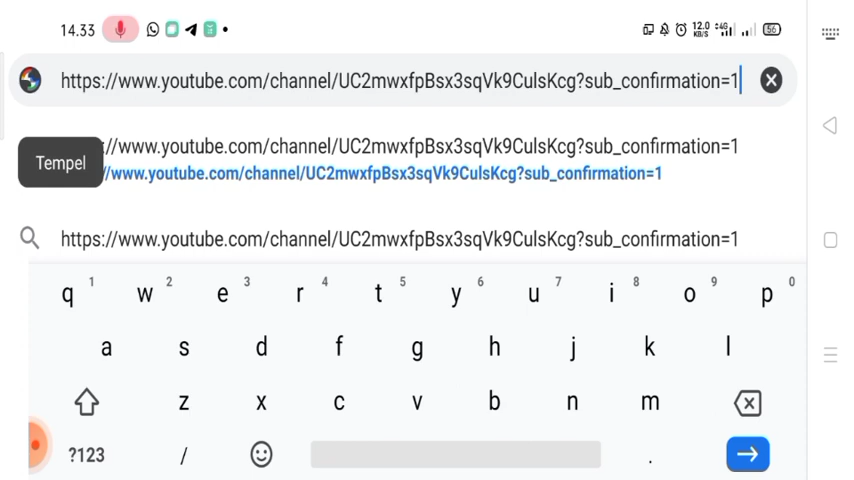 14.33
12.0
KB/S
4G
56
https://www.youtube.com/channel/UC2mwxfpBsx3sqVk9CulsKcg?sub_confirmation=1
//www.youtube.com/channel/UC2mwxfpBsx3sqVk9CulsKcg?sub_confirmation=1
Tempel
//www.youtube.com/channel/UC2mwxfpBsx3sqVk9CulsKcg?sub_confirmation=1
https://www.youtube.com/channel/UC2mwxfpBsx3sqVk9CulsKcg?sub_confirmation=1
q 1 w 2 e 3 r 4 t 5 y 6 u 7 i 8 o 9 p 0
a s d f g h j k l
z x c v b n m
?123 / .